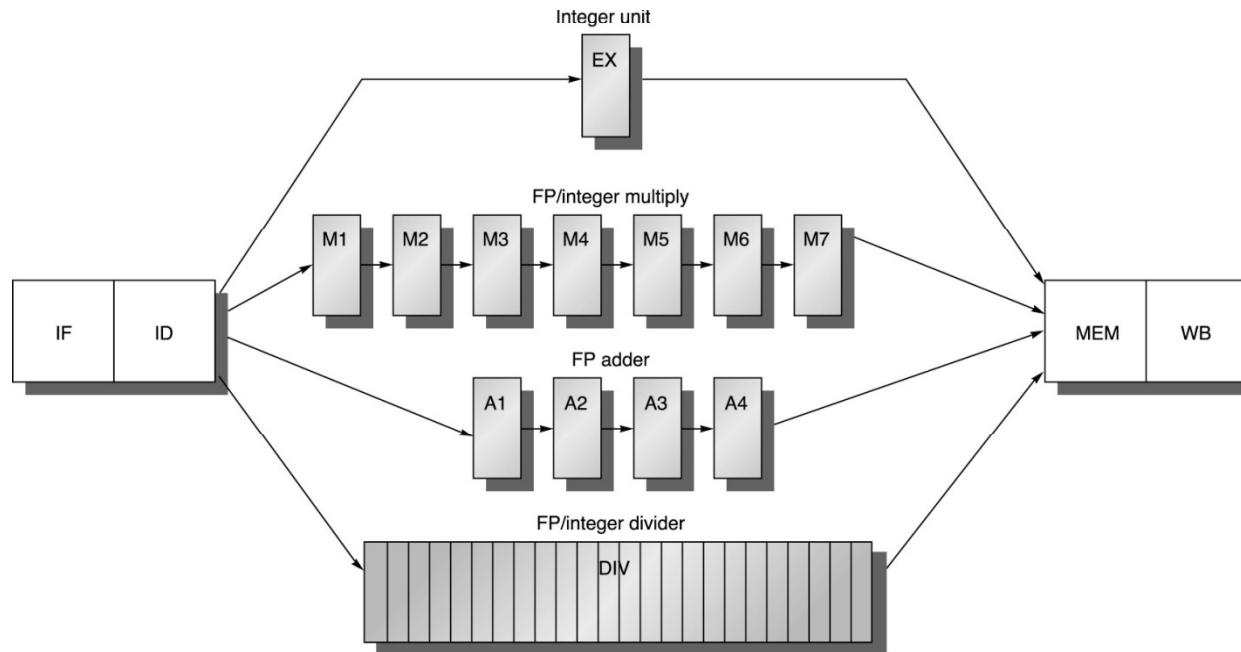 Integer unit
EX
FP/integer multiply
M1 M2 M3 M4 M5 M6 M7
IF ID MEM WB
FP adder
A1 A2 A3 A4
FP/integer divider
DIV